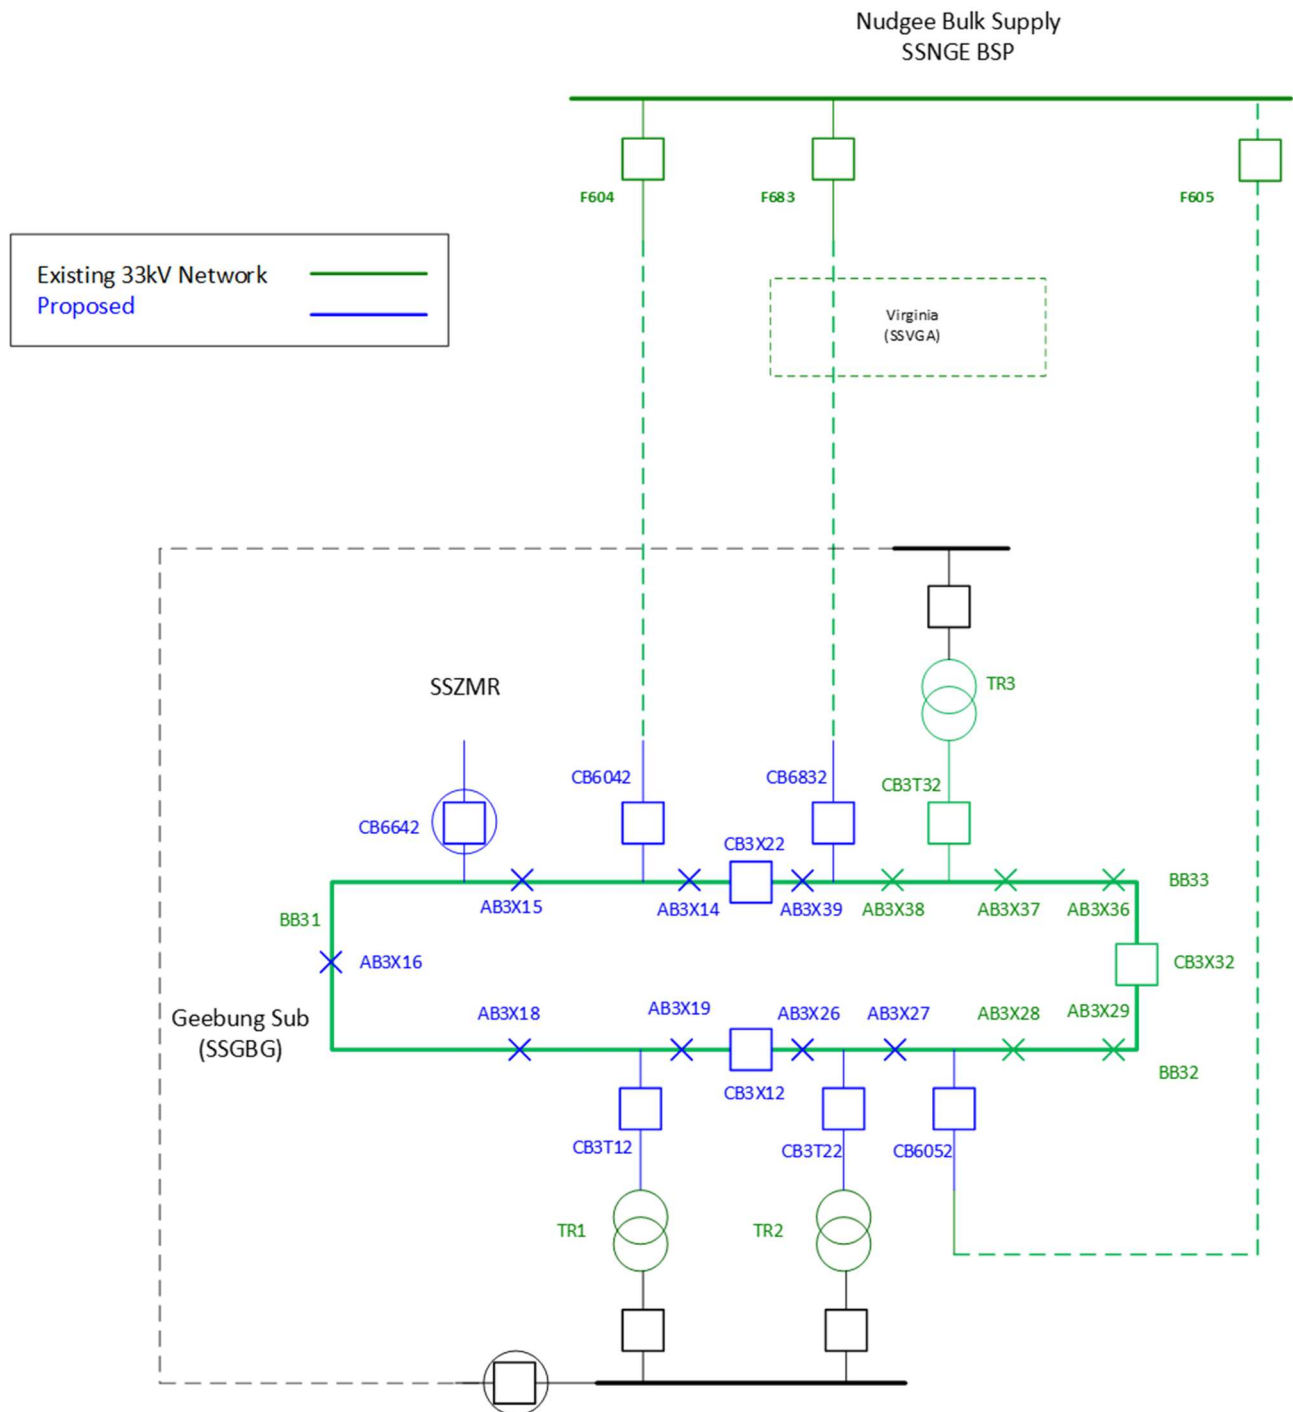 Nudgee Bulk Supply
SSNGE BSP
F604
F683
F605
Existing 33kV Network
Proposed
Virginia
(SSVGA)
SSZMR
TR3
CB6042
CB6832
CB3T32
CB6642
CB3X22
BB33
AB3X15
AB3X14
AB3X39
AB3X38
AB3X37
AB3X36
BB31
AB3X16
CB3X32
Geebung Sub
(SSGBG)
AB3X18
AB3X19
AB3X26
AB3X27
AB3X28
AB3X29
BB32
CB3X12
CB3T12
CB3T22
CB6052
TR1
TR2